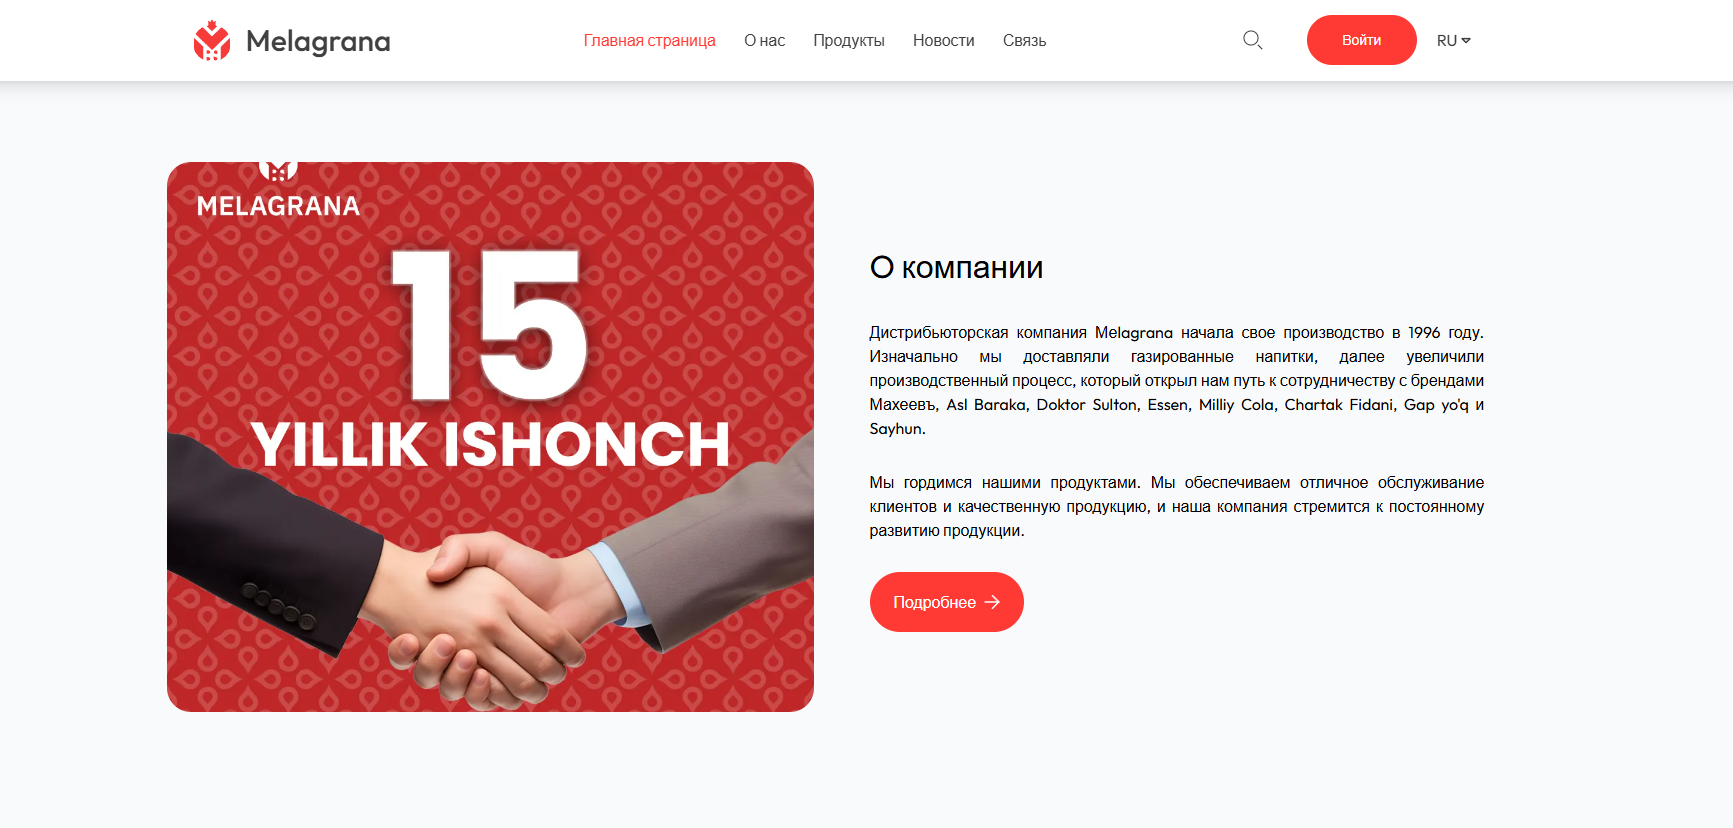 Melagrana
Главная страница
О нас
Продукты
Новости
Связь
Войти
RU
MELAGRANA
15
YILLIK ISHONCH
О компании
Дистрибьюторская компания Melagrana начала свое производство в 1996 году.
Изначально мы доставляли газированные напитки, далее увеличили
производственный процесс, который открыл нам путь к сотрудничеству с брендами
Махеевъ, Asl Baraka, Doktor Sulton, Essen, Milliy Cola, Chartak Fidani, Gap yo'q и
Sayhun.
Мы гордимся нашими продуктами. Мы обеспечиваем отличное обслуживание
клиентов и качественную продукцию, и наша компания стремится к постоянному
развитию продукции.
Подробнее